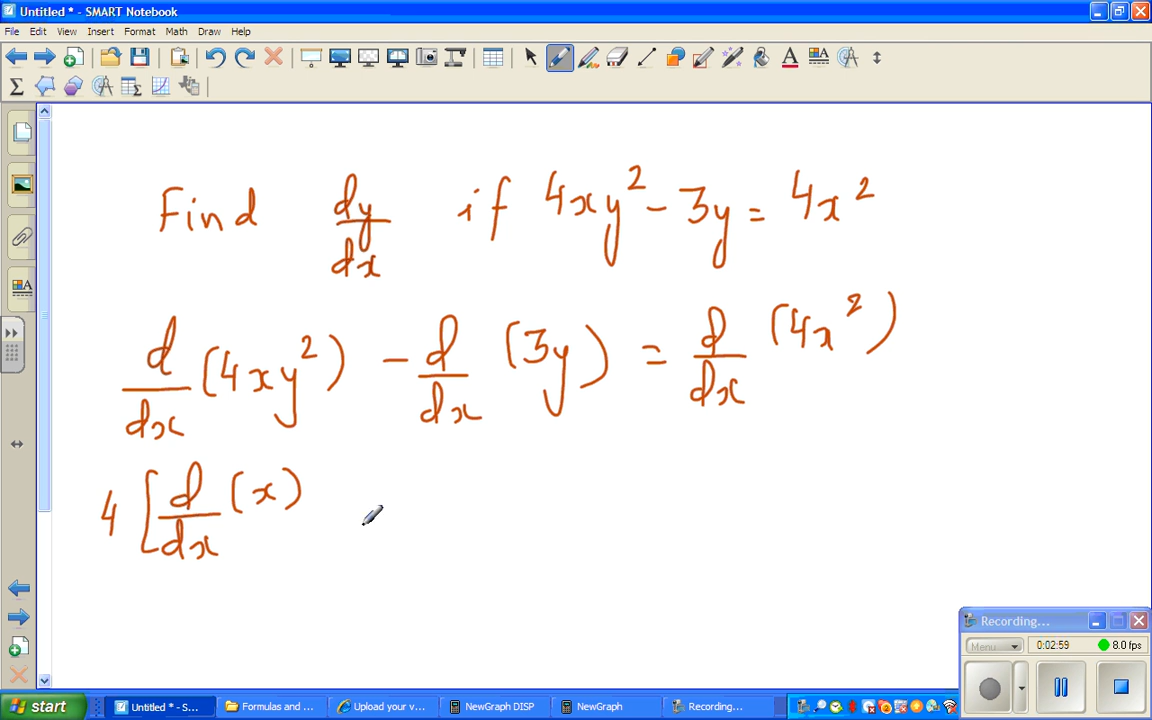 Untitled * - SMART Notebook
File Edit View Insert Format Math Draw Help
Find dy/dx if 4xy² - 3y = 4x²
d/dx (4xy²) - d/dx (3y) = d/dx (4x²)
4 [ d/dx (x)
Recording...
Menu 0:02:59 8.0 fps
start Untitled * - S... Formulas and ... Upload your v... NewGraph DISP NewGraph Recording...